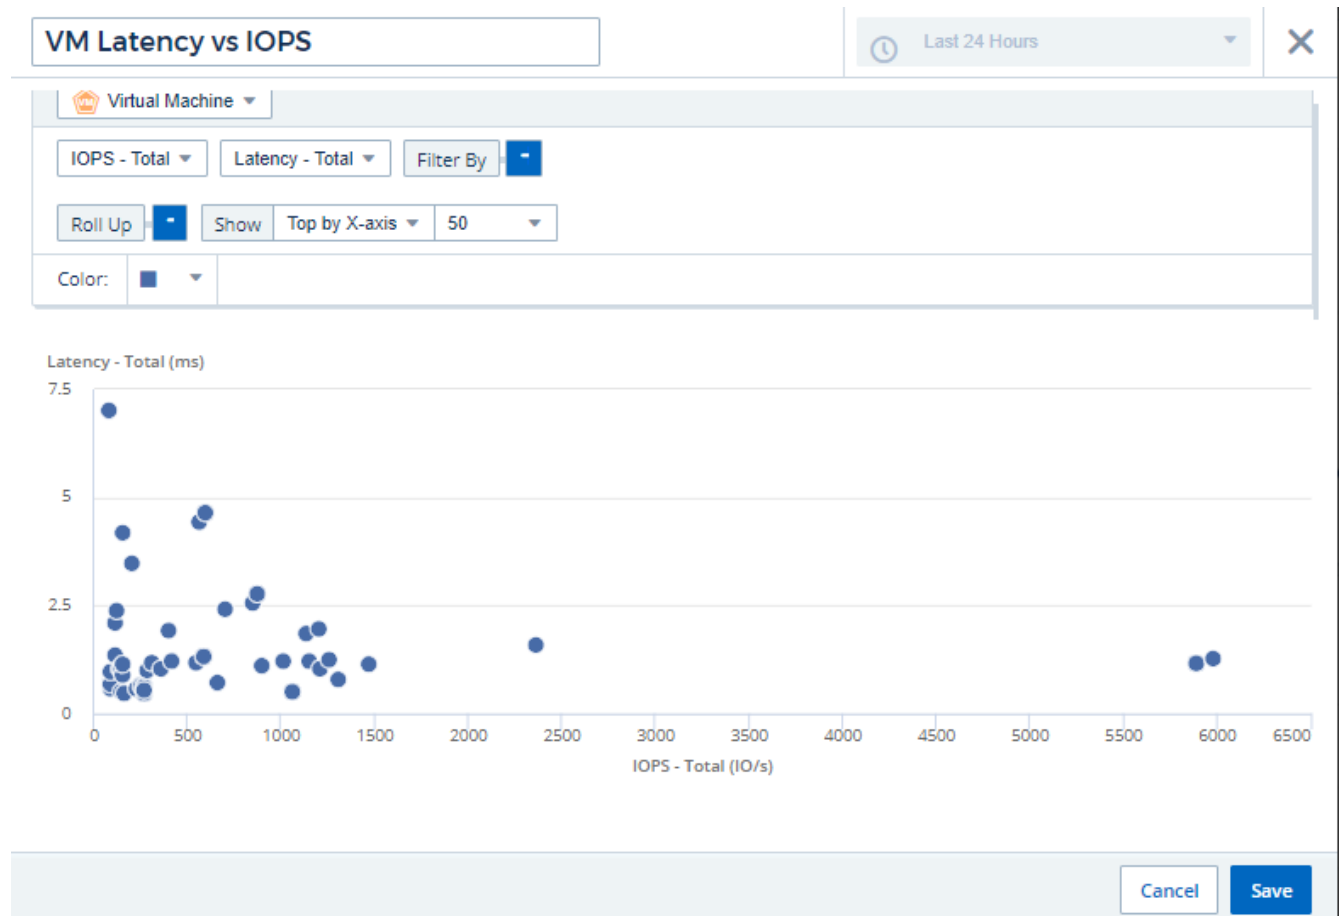 VM Latency vs IOPS
Last 24 Hours
VM Virtual Machine
IOPS - Total Latency - Total Filter By -
Roll Up - Show Top by X-axis 50
Color:
Latency - Total (ms)
7.5
5
2.5
0
0 500 1000 1500 2000 2500 3000 3500 4000 4500 5000 5500 6000 6500
IOPS - Total (IO/s)
Cancel Save